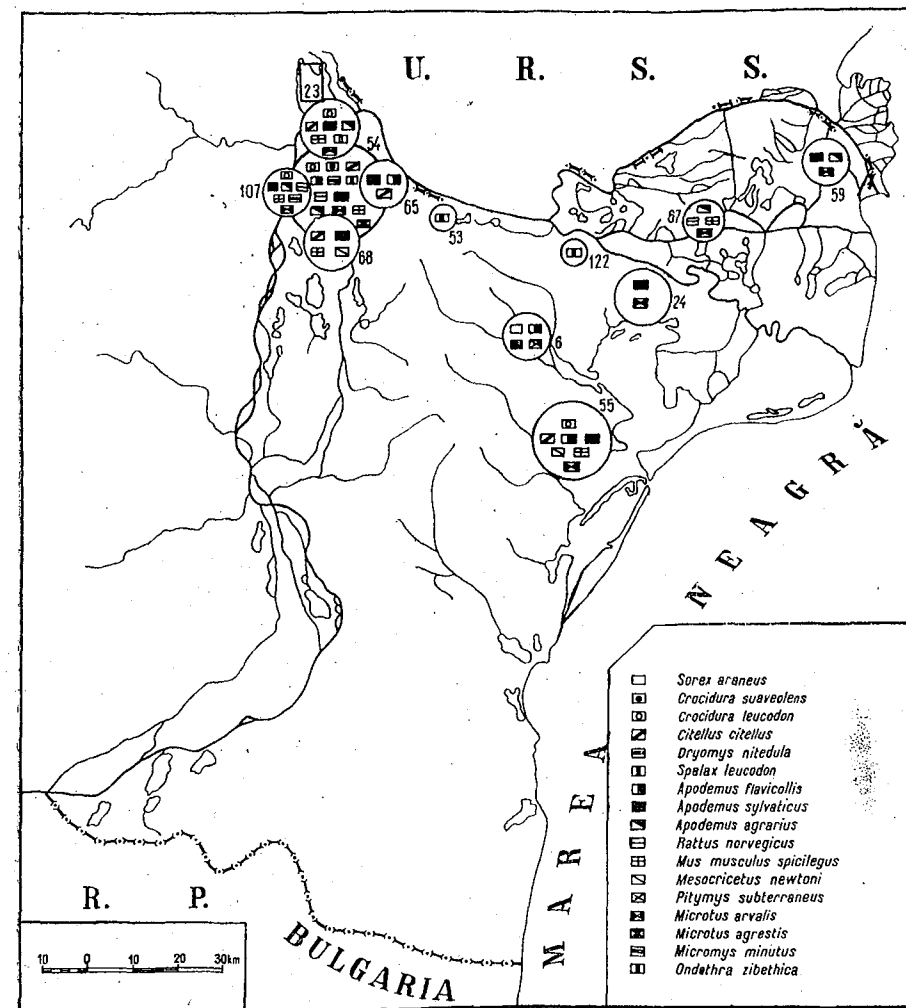 U. R. S. S.
23
54
107
65
53
68
59
67
122
24
6
55
MAREA NEAGRĂ
R. P. BULGARIA
10 0 10 20 30 km
Sorex araneus
Crocidura suaveolens
Crocidura leucodon
Citellus citellus
Dryomys nitedula
Spalax leucodon
Apodemus flavicollis
Apodemus sylvaticus
Apodemus agrarius
Rattus norvegicus
Mus musculus spicilegus
Mesocricetus newtoni
Pitymys subterraneus
Microtus arvalis
Microtus agrestis
Micromys minutus
Ondathra zibethica